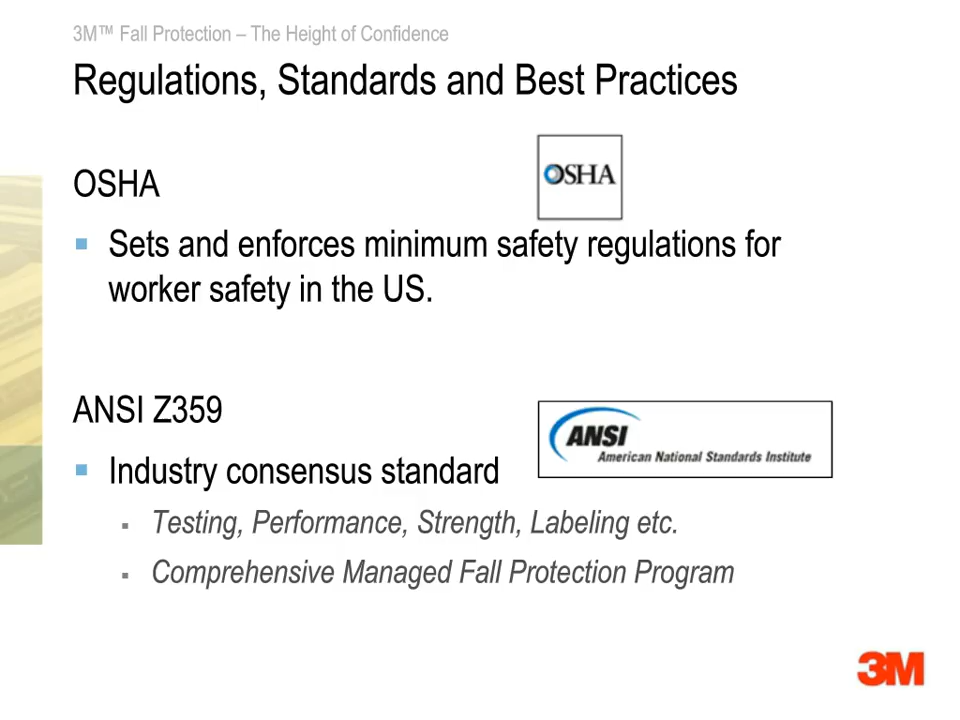 3M™ Fall Protection – The Height of Confidence
Regulations, Standards and Best Practices
OSHA
OSHA
Sets and enforces minimum safety regulations for
worker safety in the US.
ANSI Z359
ANSI
American National Standards Institute
Industry consensus standard
Testing, Performance, Strength, Labeling etc.
Comprehensive Managed Fall Protection Program
3M